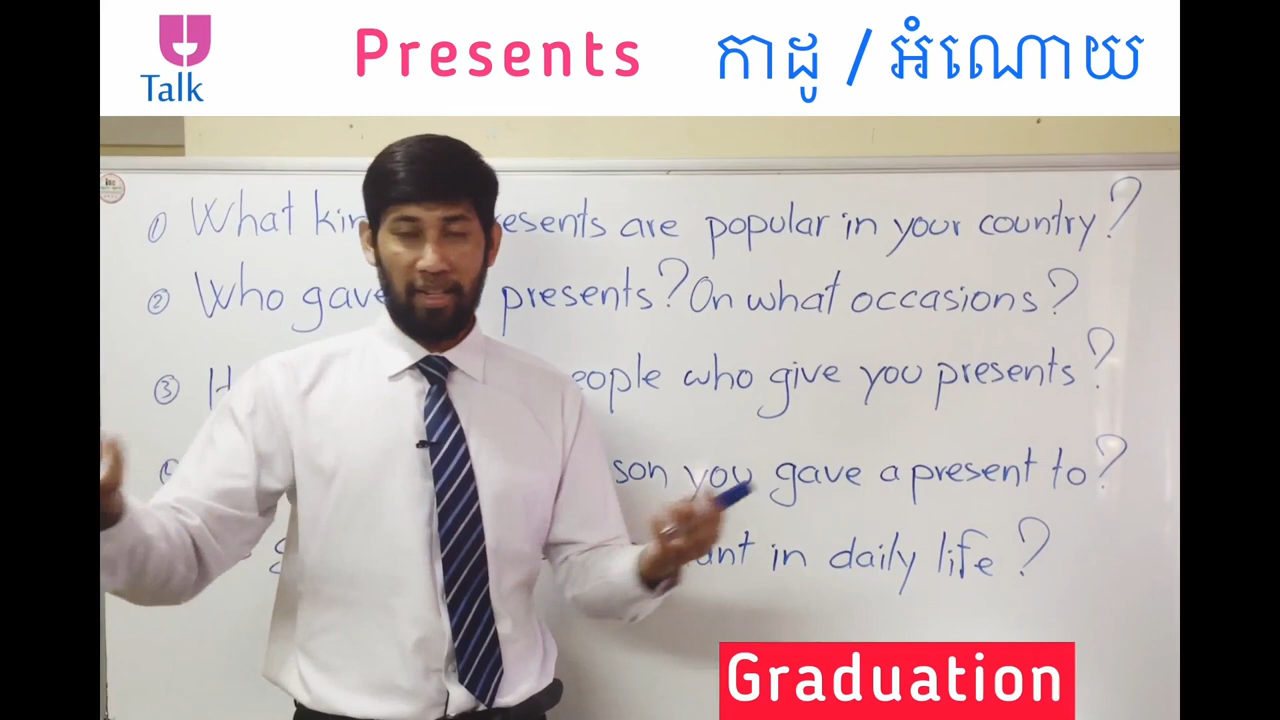 Talk
Presents កាដូ / អំណោយ
① What kin esents are popular in your country?
② Who gave presents? On what occasions?
③ H eople who give you presents?
son you gave a present to?
ant in daily life?
Graduation